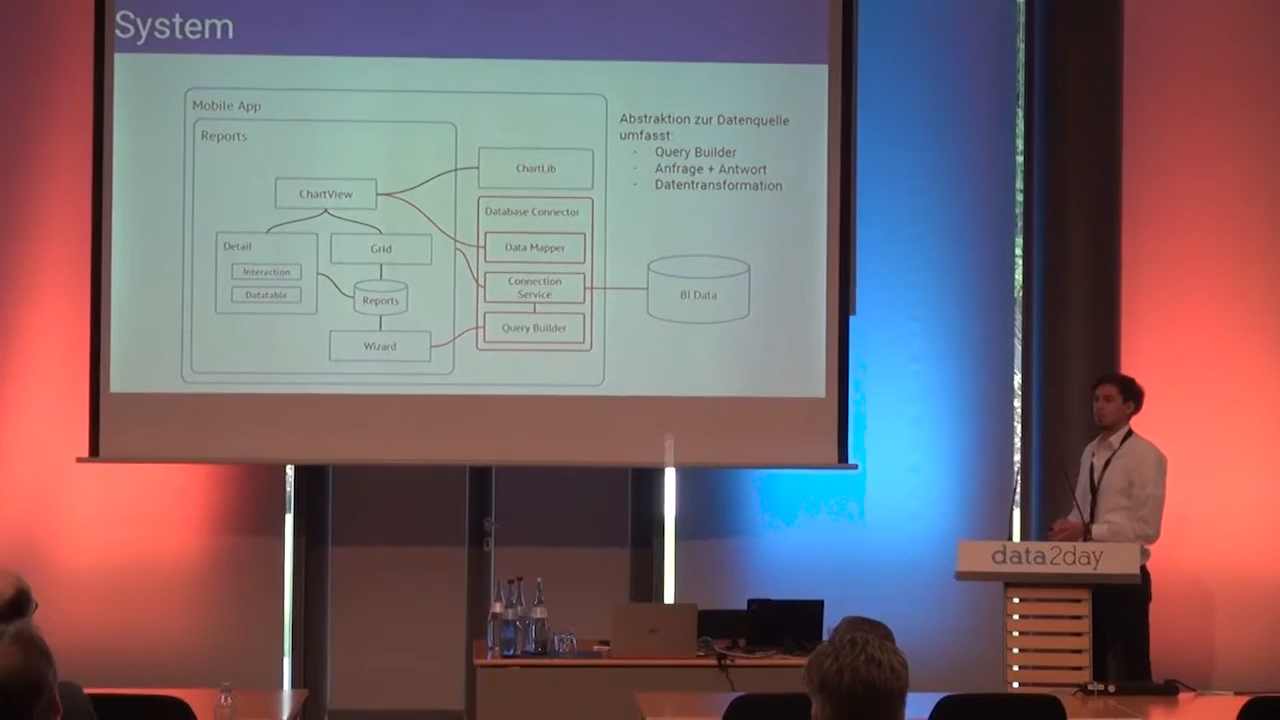 System
Mobile App
Reports
ChartView
ChartLib
Detail
Interaction
Datatable
Grid
Reports
Wizard
Database Connector
Data Mapper
Connection
Service
Query Builder
BI Data
Abstraktion zur Datenquelle
umfasst:
- Query Builder
- Anfrage + Antwort
- Datentransformation
data2day